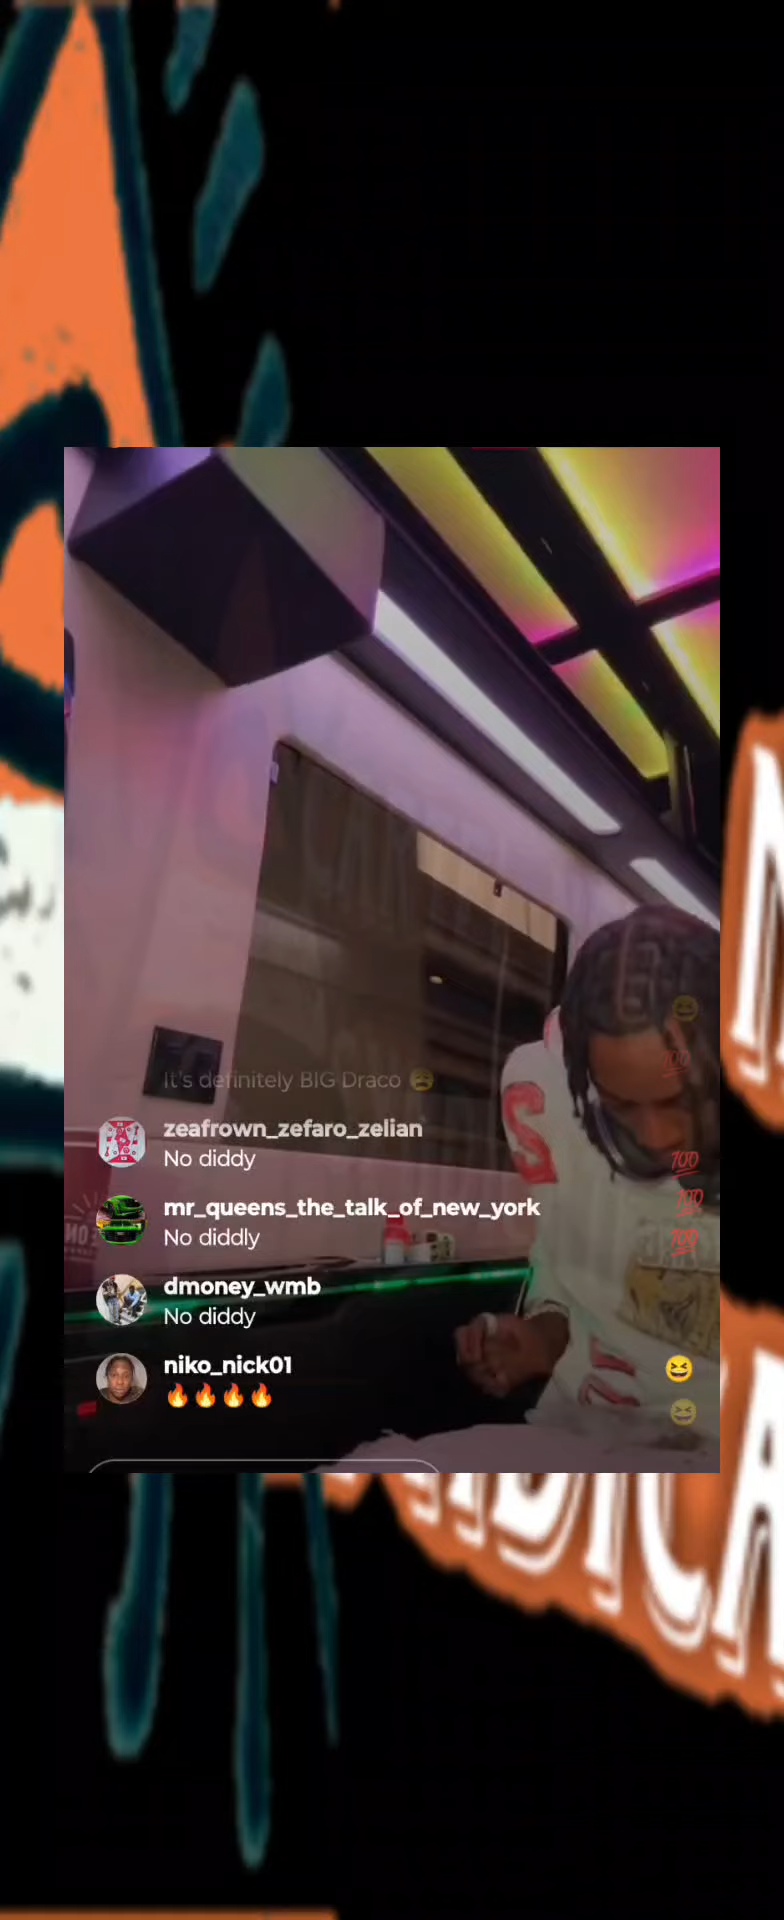 It's definitely BIG Draco 😩
zeafrown_zefaro_zelian
No diddy
mr_queens_the_talk_of_new_york
No diddly
dmoney_wmb
No diddy
niko_nick01
🔥🔥🔥🔥
💯
💯
💯
💯